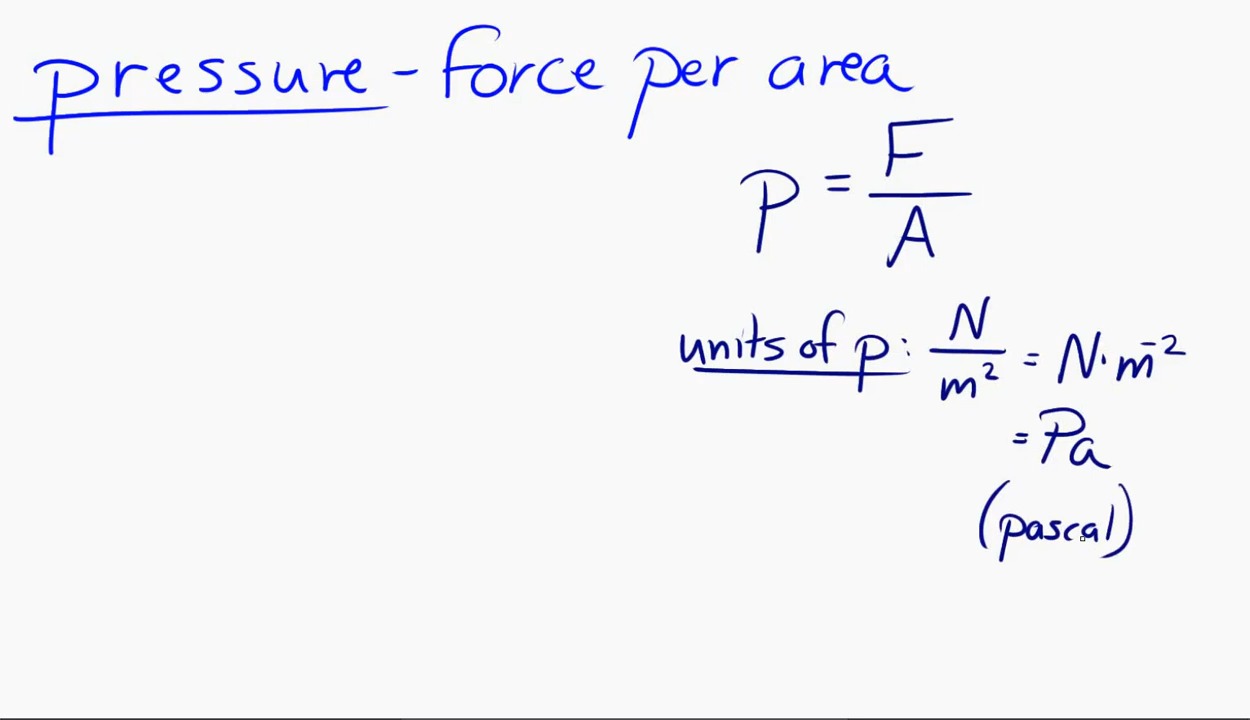 pressure - force per area
P = F/A
units of p: N/m² = N·m⁻²
= Pa
(pascal)